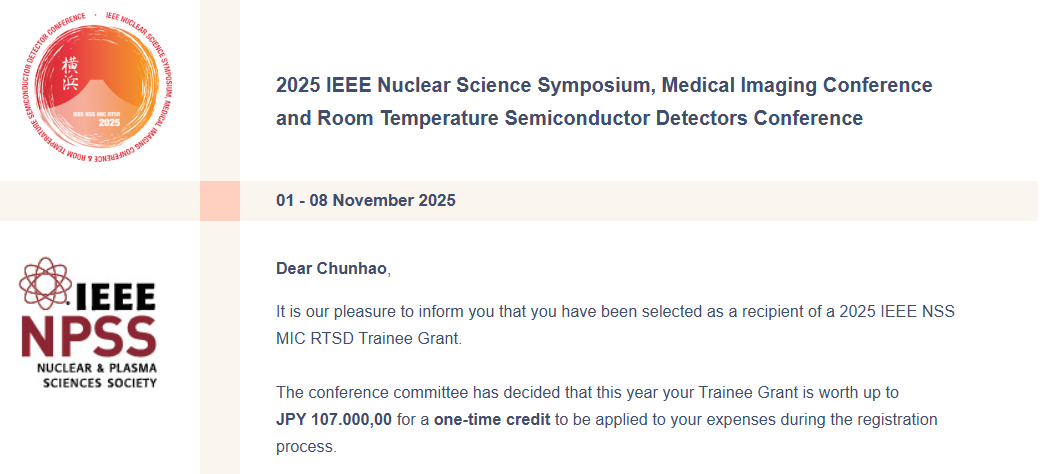 IEEE NUCLEAR SCIENCE SYMPOSIUM, MEDICAL IMAGING CONFERENCE & ROOM TEMPERATURE SEMICONDUCTOR DETECTOR CONFERENCE ·
横浜
IEEE NSS MIC RTSD
2025
2025 IEEE Nuclear Science Symposium, Medical Imaging Conference
and Room Temperature Semiconductor Detectors Conference
01 - 08 November 2025
IEEE
NPSS
NUCLEAR & PLASMA
SCIENCES SOCIETY
Dear Chunhao,
It is our pleasure to inform you that you have been selected as a recipient of a 2025 IEEE NSS
MIC RTSD Trainee Grant.
The conference committee has decided that this year your Trainee Grant is worth up to
JPY 107.000,00 for a one-time credit to be applied to your expenses during the registration
process.